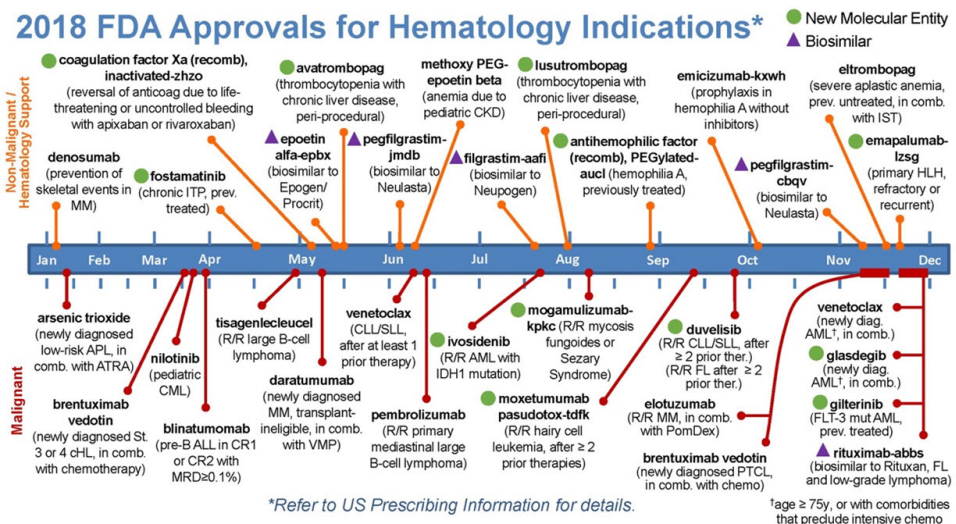 2018 FDA Approvals for Hematology Indications*
New Molecular Entity
Biosimilar
Non-Malignant /
Hematology Support
coagulation factor Xa (recomb),
inactivated-zhzo
(reversal of anticoag due to life-
threatening or uncontrolled bleeding
with apixaban or rivaroxaban)
avatrombopag
(thrombocytopenia with
chronic liver disease,
peri-procedural)
methoxy PEG-
epoetin beta
(anemia due to
pediatric CKD)
lusutrombopag
(thrombocytopenia with
chronic liver disease,
peri-procedural)
emicizumab-kxwh
(prophylaxis in
hemophilia A without
inhibitors)
eltrombopag
(severe aplastic anemia,
prev. untreated, in comb.
with IST)
denosumab
(prevention of
skeletal events in
MM)
fostamatinib
(chronic ITP, prev.
treated)
epoetin
alfa-epbx
(biosimilar to
Epogen/
Procrit)
pegfilgrastim-
jmdb
(biosimilar to
Neulasta)
filgrastim-aafi
(biosimilar to
Neupogen)
antihemophilic factor
(recomb), PEGylated-
aucl (hemophilia A,
previously treated)
pegfilgrastim-
cbqv
(biosimilar to
Neulasta)
emapalumab-
lzsg
(primary HLH,
refractory or
recurrent)
Jan Feb Mar Apr May Jun Jul Aug Sep Oct Nov Dec
Malignant
arsenic trioxide
(newly diagnosed
low-risk APL, in
comb. with ATRA)
brentuximab
vedotin
(newly diagnosed St.
3 or 4 cHL, in comb.
with chemotherapy)
nilotinib
(pediatric
CML)
blinatumomab
(pre-B ALL in CR1
or CR2 with
MRD≥0.1%)
tisagenlecleucel
(R/R large B-cell
lymphoma)
daratumumab
(newly diagnosed
MM, transplant-
ineligible, in comb.
with VMP)
venetoclax
(CLL/SLL,
after at least 1
prior therapy)
pembrolizumab
(R/R primary
mediastinal large
B-cell lymphoma)
ivosidenib
(R/R AML with
IDH1 mutation)
mogamulizumab-
kpkc (R/R mycosis
fungoides or
Sezary
Syndrome)
moxetumumab
pasudotox-tdfk
(R/R hairy cell
leukemia, after ≥ 2
prior therapies)
duvelisib
(R/R CLL/SLL, after
≥ 2 prior ther.)
(R/R FL after ≥ 2
prior ther.)
elotuzumab
(R/R MM, in comb.
with PomDex)
brentuximab vedotin
(newly diagnosed PTCL,
in comb. with chemo)
venetoclax
(newly diag.
AML†, in comb.)
glasdegib
(newly diag.
AML†, in comb.)
gilterinib
(FLT-3 mut AML,
prev. treated)
rituximab-abbs
(biosimilar to Rituxan, FL
and low-grade lymphoma)
*Refer to US Prescribing Information for details.
†age ≥ 75y, or with comorbidities
that preclude intensive chemo